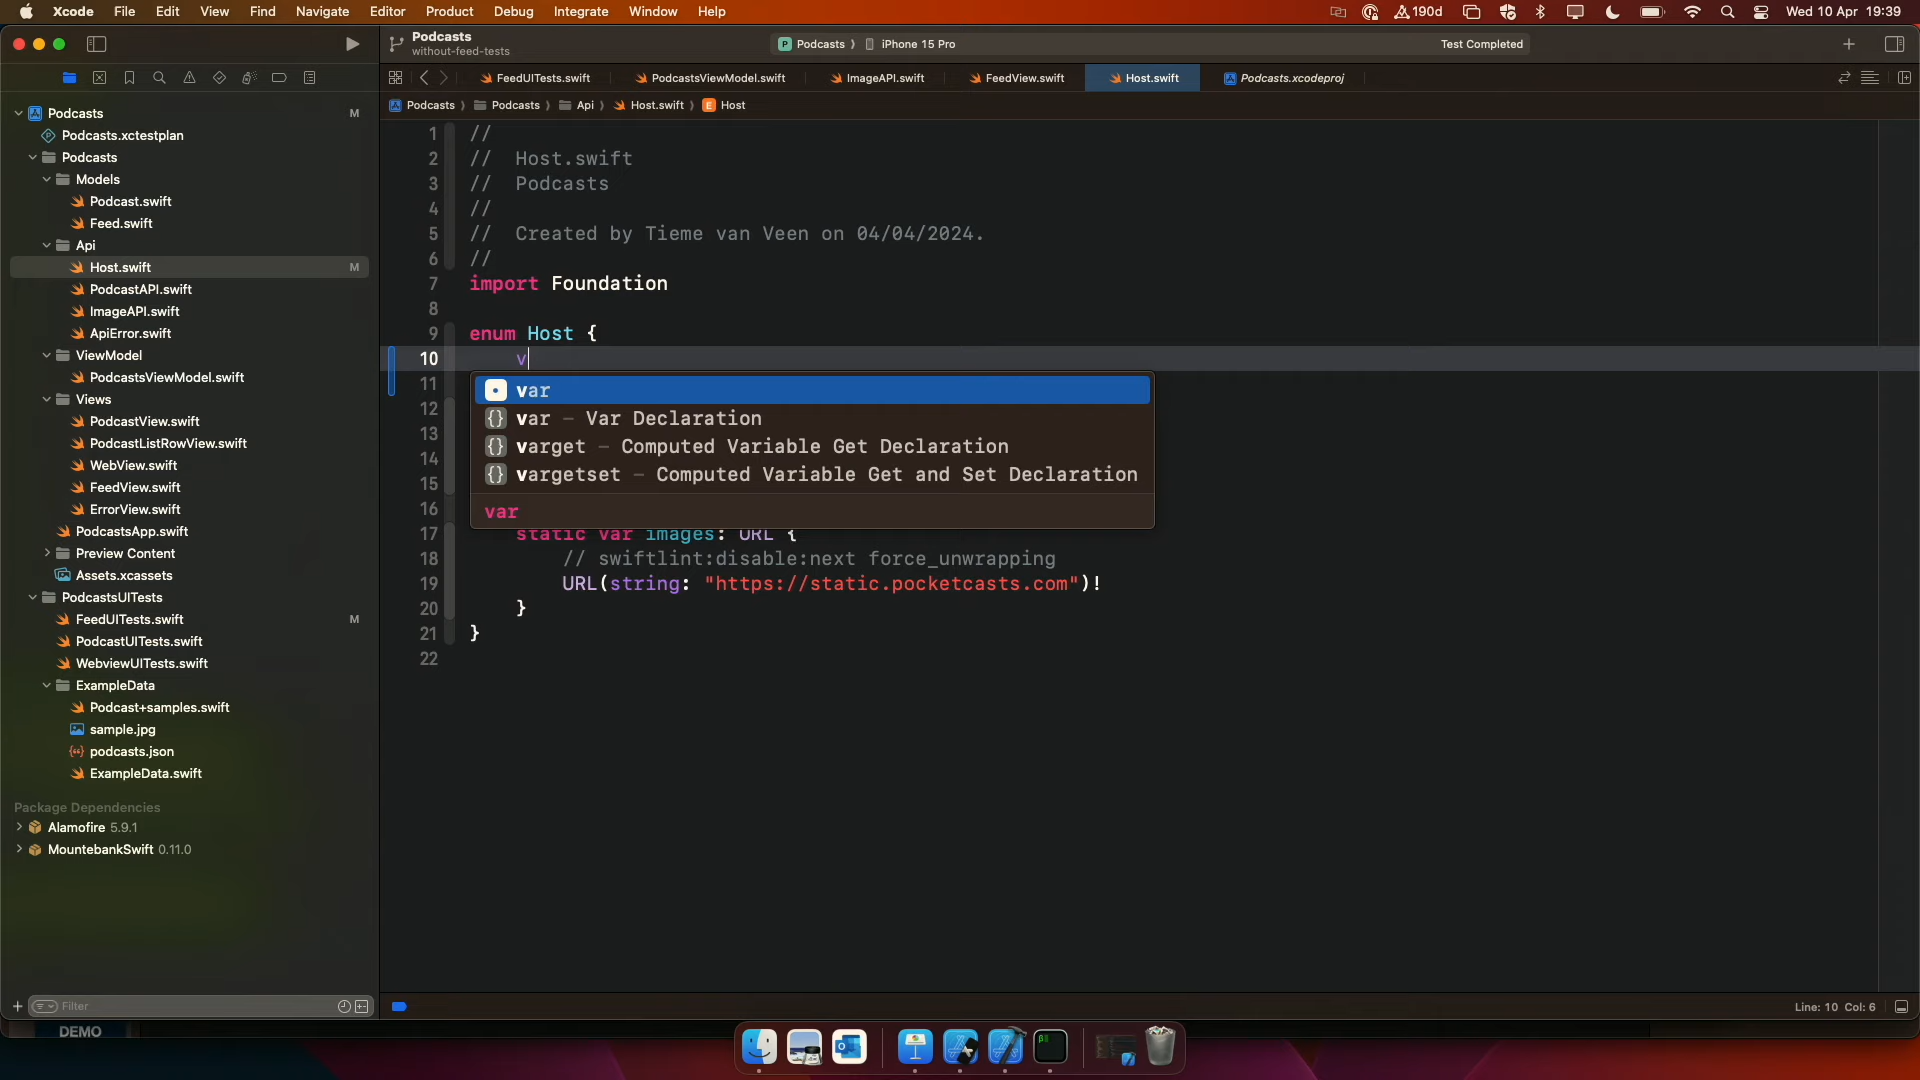 Xcode File Edit View Find Navigate Editor Product Debug Integrate Window Help 190d Wed 10 Apr 19:39
Podcasts
without-feed-tests
Podcasts iPhone 15 Pro Test Completed
FeedUITests.swift PodcastsViewModel.swift ImageAPI.swift FeedView.swift Host.swift Podcasts.xcodeproj
Podcasts Podcasts Api Host.swift E Host
Podcasts M
Podcasts.xctestplan
Podcasts
Models
Podcast.swift
Feed.swift
Api
Host.swift M
PodcastAPI.swift
ImageAPI.swift
ApiError.swift
ViewModel
PodcastsViewModel.swift
Views
PodcastView.swift
PodcastListRowView.swift
WebView.swift
FeedView.swift
ErrorView.swift
PodcastsApp.swift
Preview Content
Assets.xcassets
PodcastsUITests
FeedUITests.swift M
PodcastUITests.swift
WebviewUITests.swift
ExampleData
Podcast+samples.swift
sample.jpg
podcasts.json
ExampleData.swift
Package Dependencies
Alamofire 5.9.1
MountebankSwift 0.11.0
Filter
1 //
2 // Host.swift
3 // Podcasts
4 //
5 // Created by Tieme van Veen on 04/04/2024.
6 //
7 import Foundation
8
9 enum Host {
10 v
11
12
13
14
15
16
17 static var images: URL {
18 // swiftlint:disable:next force_unwrapping
19 URL(string: "https://static.pocketcasts.com")!
20 }
21 }
22
var
{} var – Var Declaration
{} varget – Computed Variable Get Declaration
{} vargetset – Computed Variable Get and Set Declaration
var
Line: 10 Col: 6
DEMO